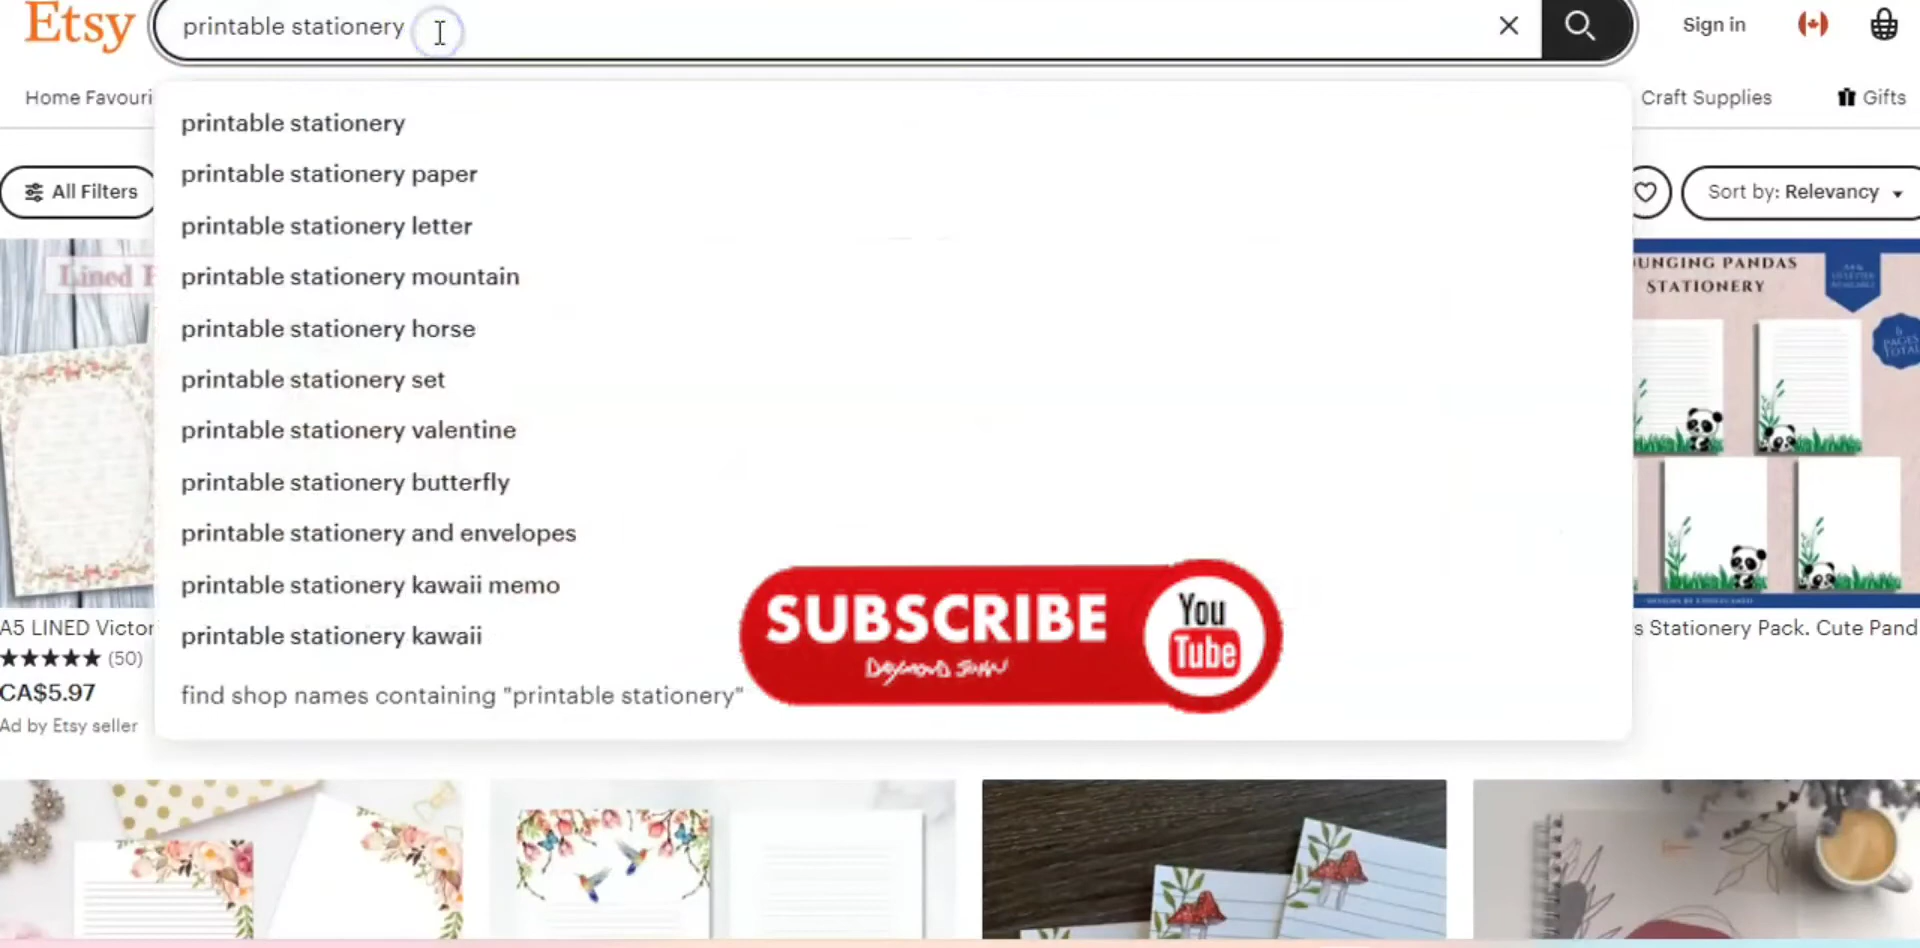 Etsy
printable stationery
Sign in
Home Favouri
Craft Supplies
Gifts
All Filters
Sort by: Relevancy
printable stationery
printable stationery paper
printable stationery letter
printable stationery mountain
printable stationery horse
printable stationery set
printable stationery valentine
printable stationery butterfly
printable stationery and envelopes
printable stationery kawaii memo
printable stationery kawaii
find shop names containing "printable stationery"
Lined
UNGING PANDAS
STATIONERY
5
PAGES
TOTAL
A5 LINED Victor
(50)
CA$5.97
Ad by Etsy seller
s Stationery Pack. Cute Pand
SUBSCRIBE
You
Tube